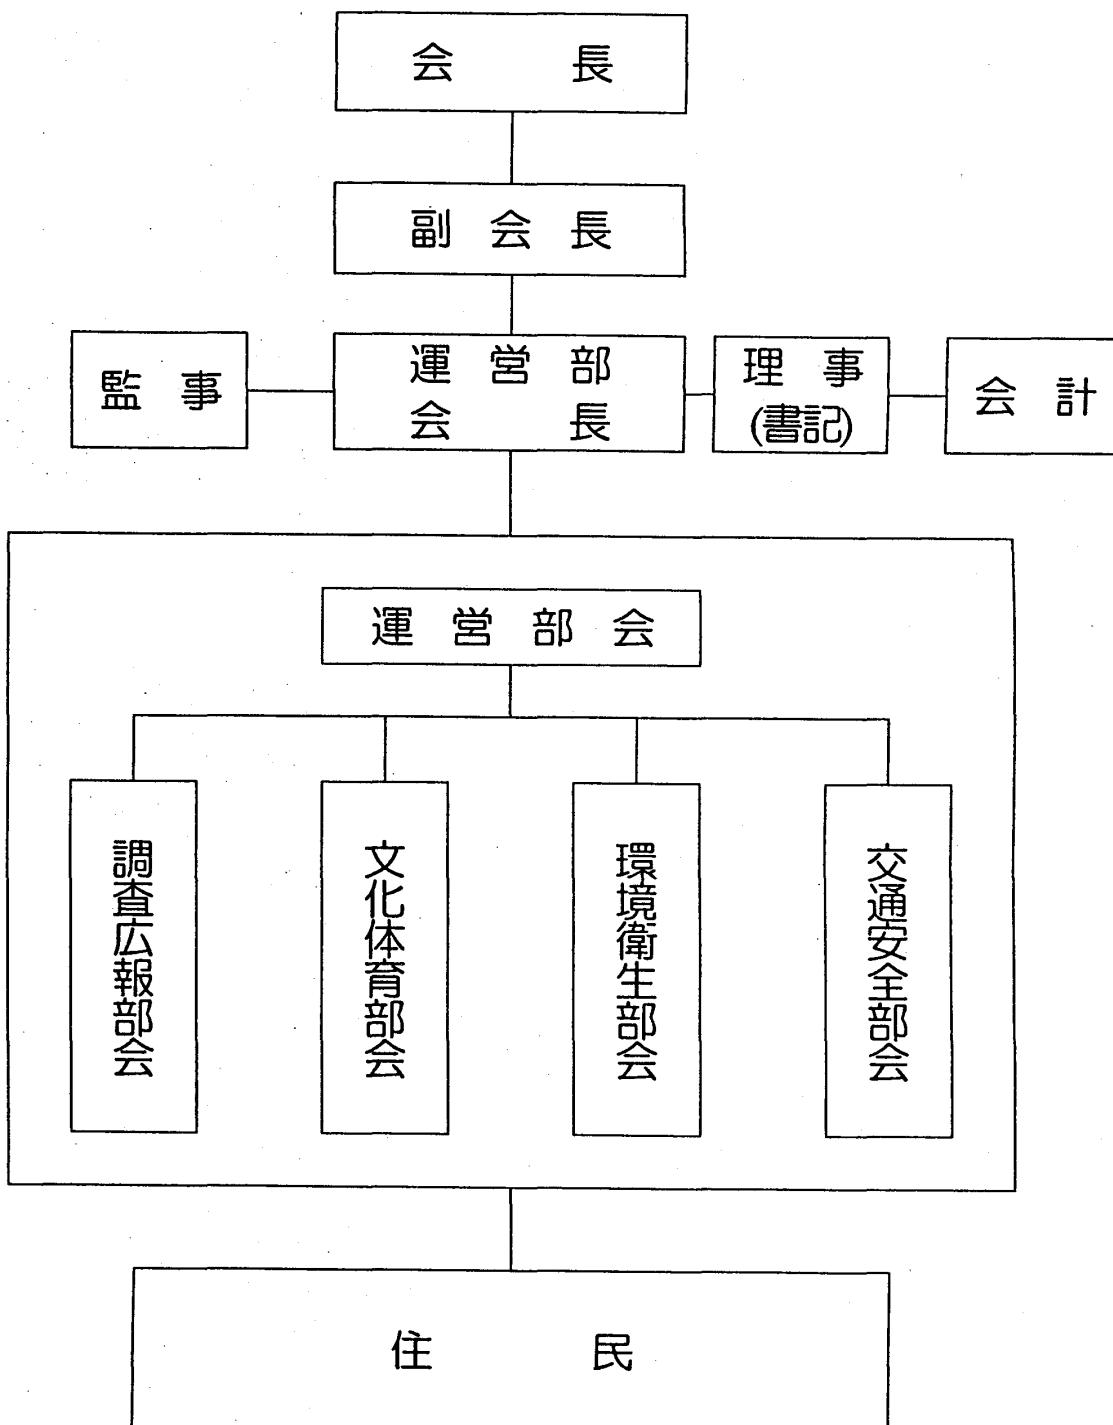 会長
副会長
監事
運営部
会長
理事
(書記)
会計
運営部会
調査広報部会
文化体育部会
環境衛生部会
交通安全部会
住民